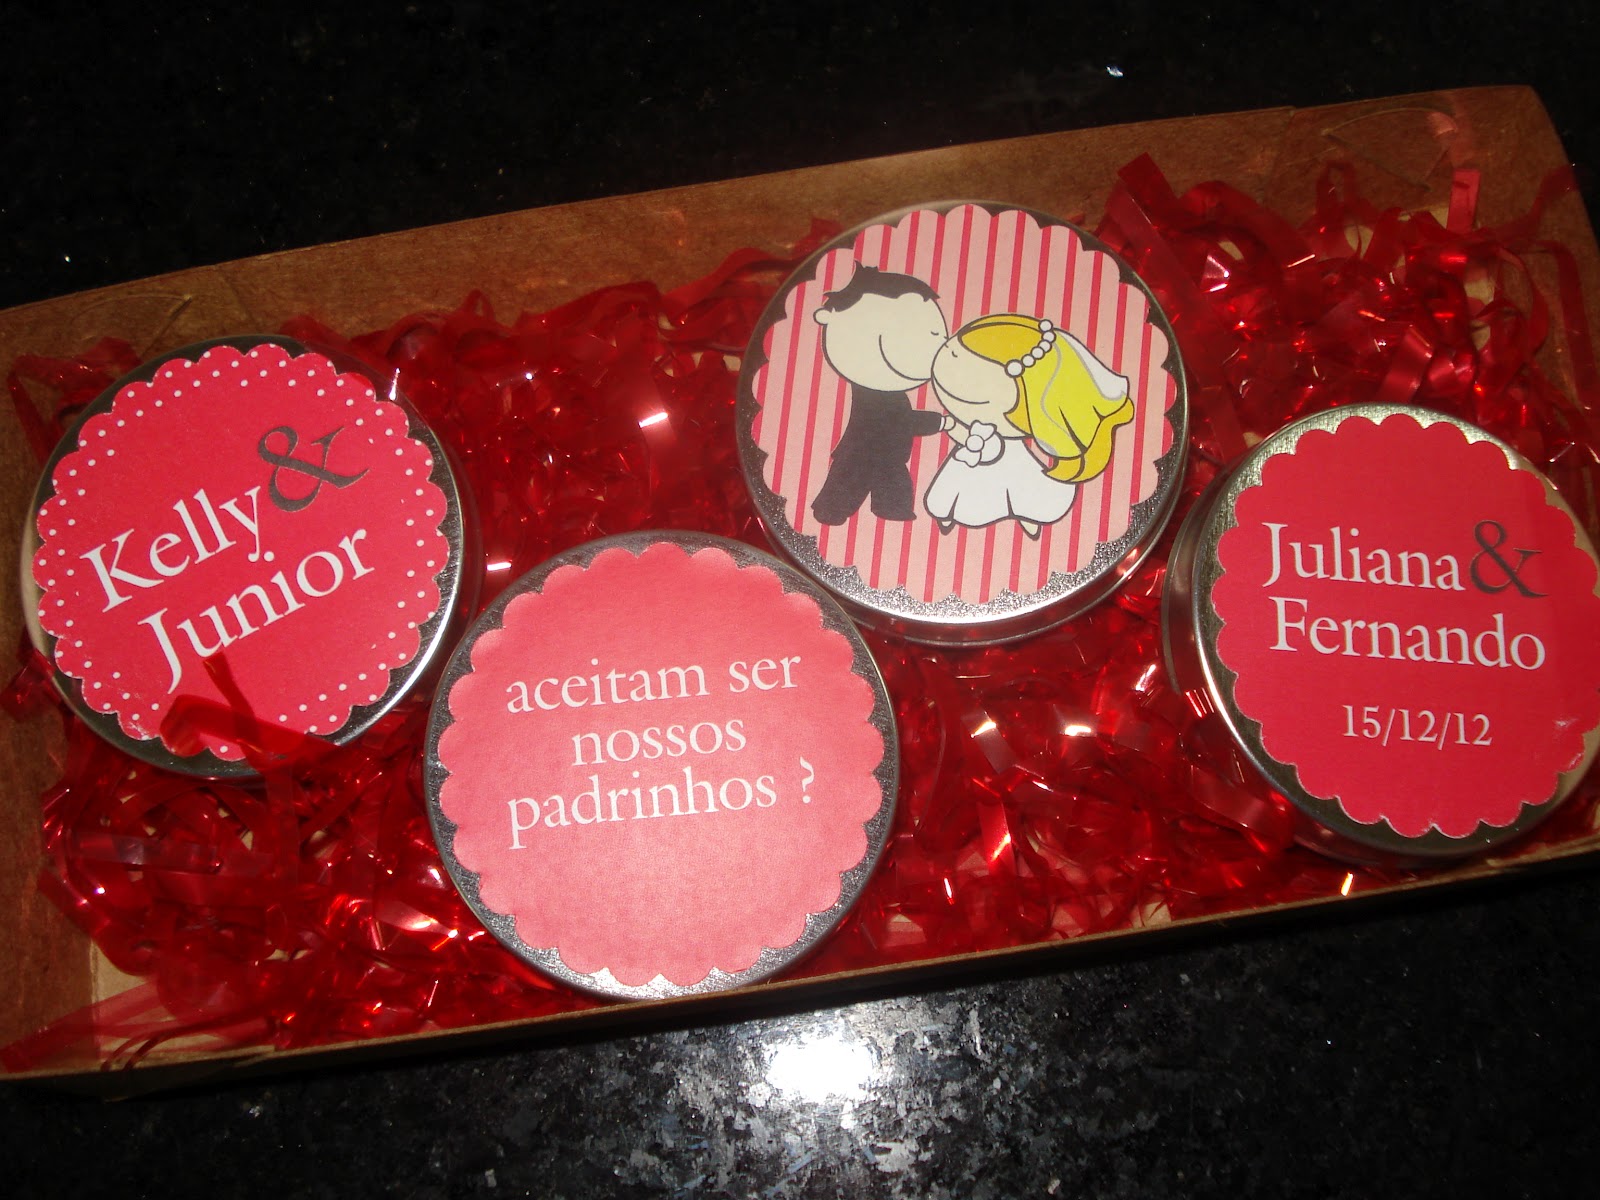 Kelly &
Junior
aceitam ser
nossos
padrinhos ?
Juliana &
Fernando
15/12/12